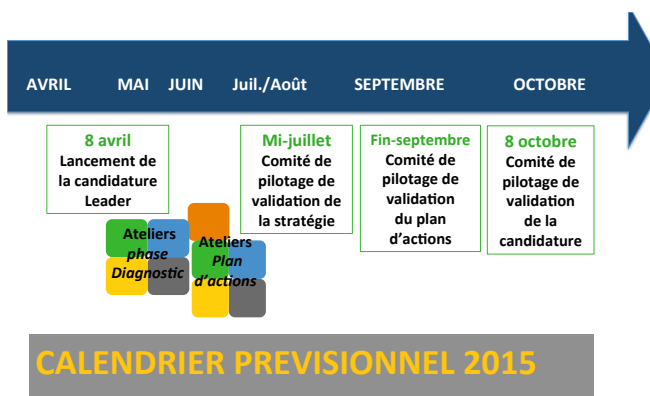 AVRIL MAI JUIN Juil./Août SEPTEMBRE OCTOBRE
8 avril
Lancement de
la candidature
Leader
Mi-juillet
Comité de
pilotage de
validation de
la stratégie
Fin-septembre
Comité de
pilotage de
validation
du plan
d'actions
8 octobre
Comité de
pilotage de
validation
de la
candidature
Ateliers
phase
Diagnostic
Ateliers
Plan
d'actions
CALENDRIER PREVISIONNEL 2015